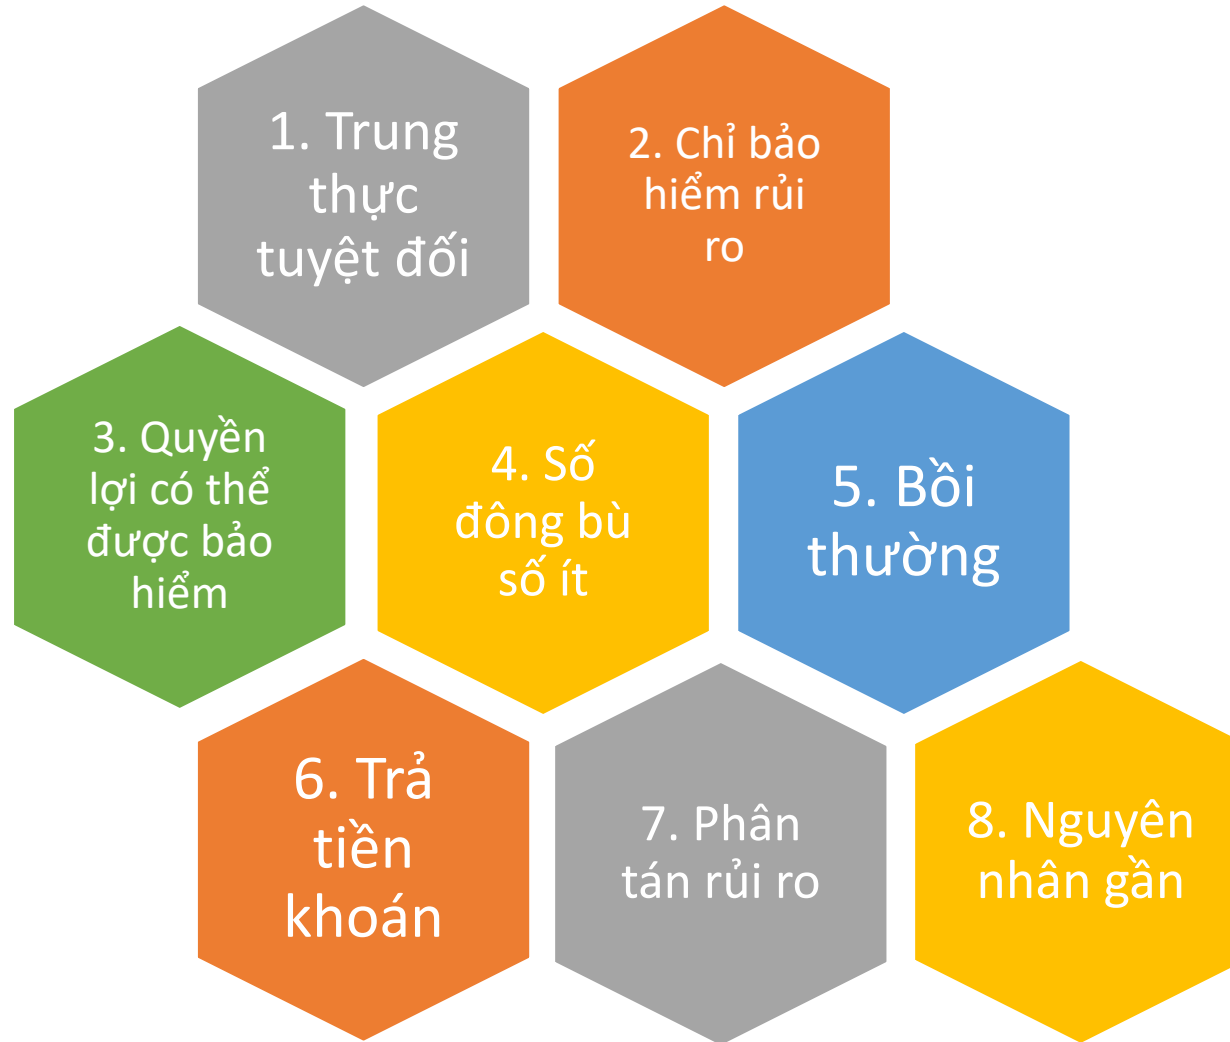 1. Trung
thực
tuyệt đối
2. Chỉ bảo
hiểm rủi
ro
3. Quyền
lợi có thể
được bảo
hiểm
4. Số
đông bù
số ít
5. Bồi
thường
6. Trả
tiền
khoán
7. Phân
tán rủi ro
8. Nguyên
nhân gần